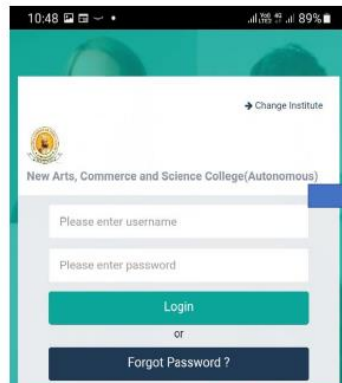 10:48 89%
Change Institute
New Arts, Commerce and Science College(Autonomous)
Please enter username
Please enter password
Login
or
Forgot Password ?